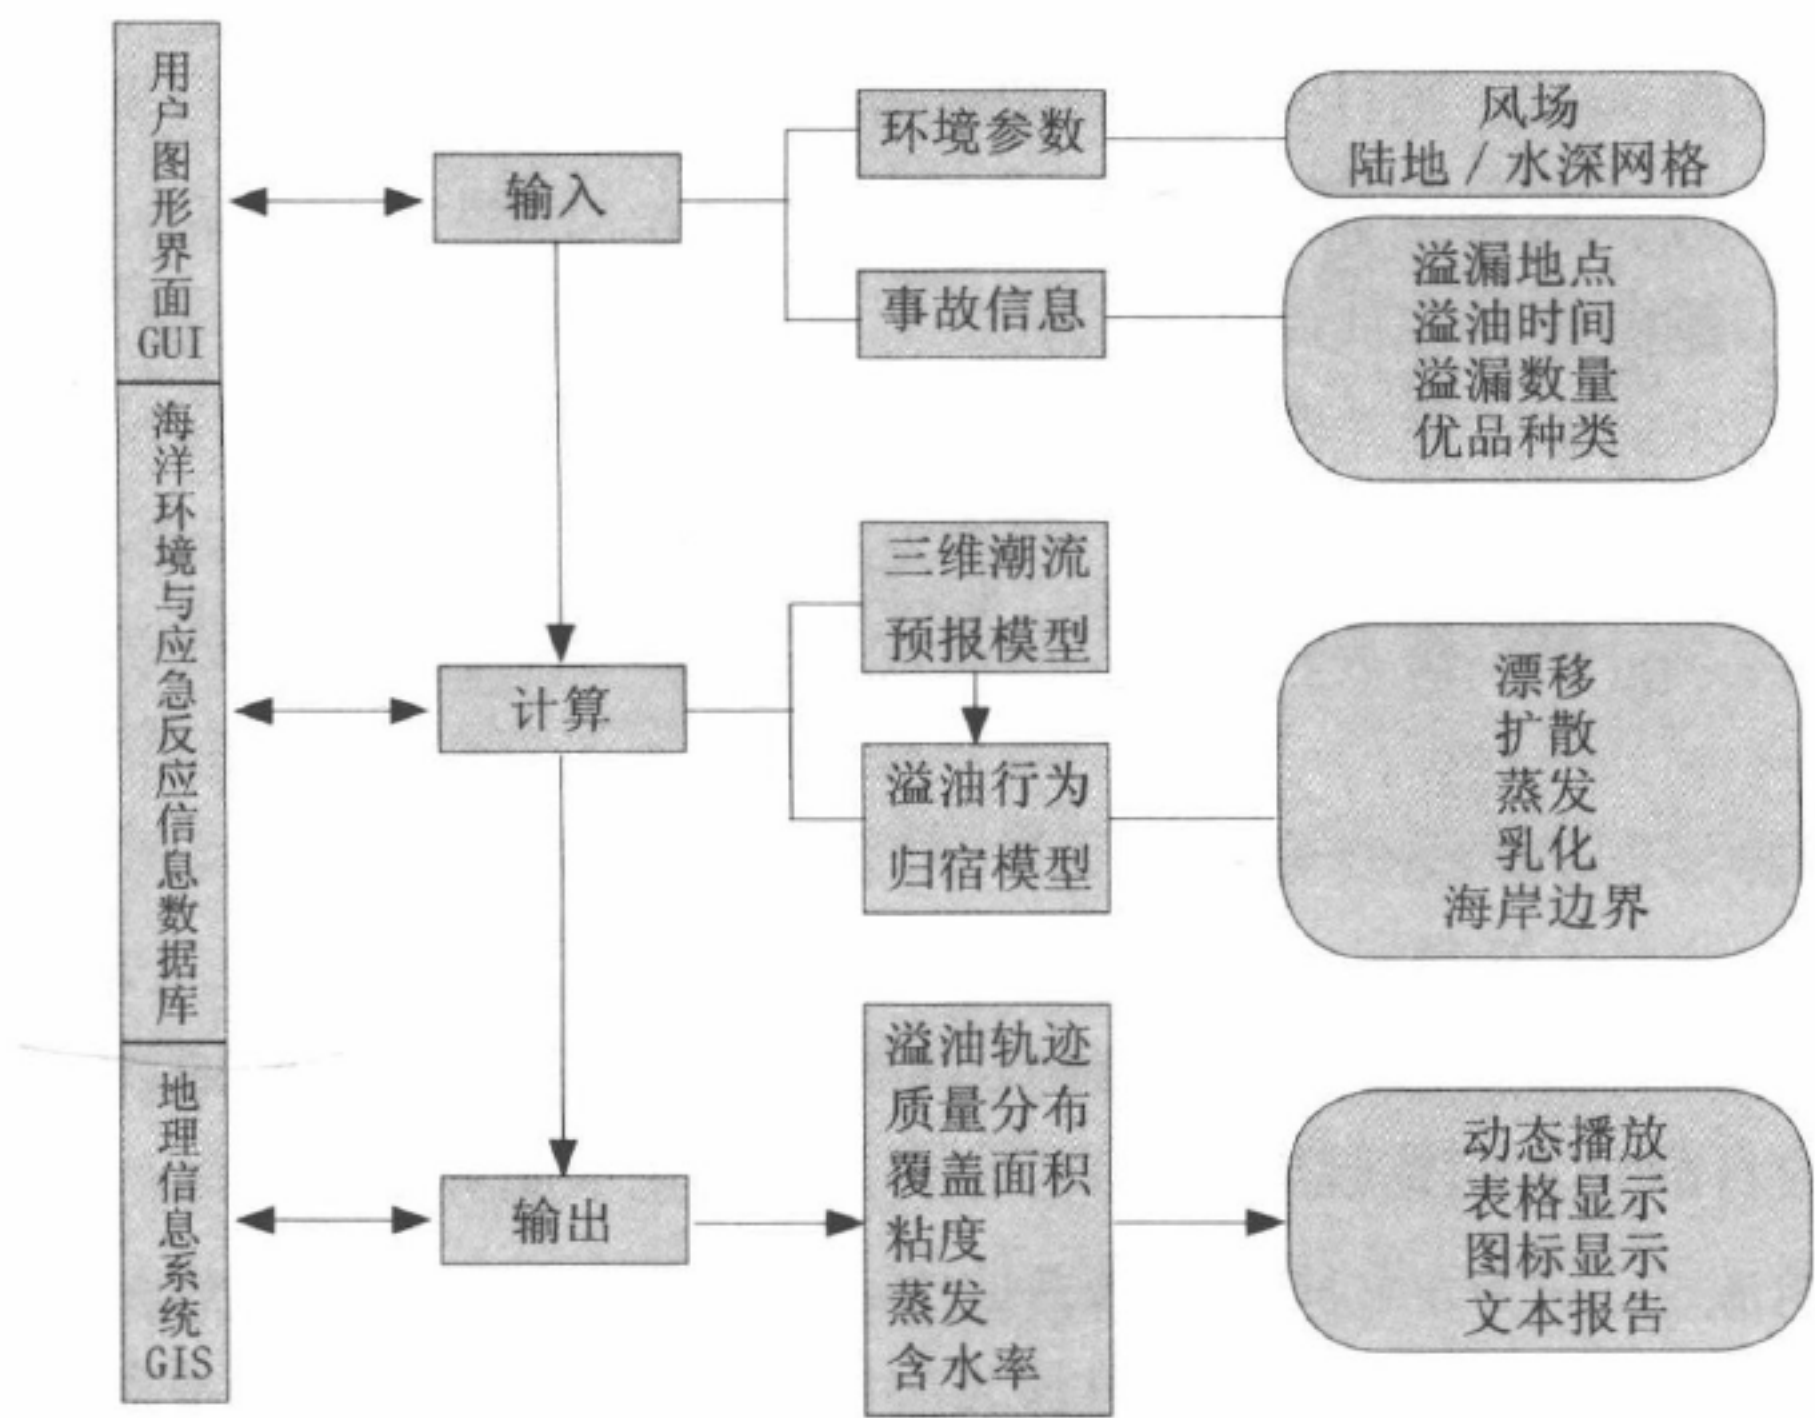 用户图形界面GUI
海洋环境与应急反应信息数据库
地理信息系统GIS
输入
环境参数
风场
陆地/水深网格
事故信息
溢漏地点
溢油时间
溢漏数量
优品种类
计算
三维潮流
预报模型
溢油行为
归宿模型
漂移
扩散
蒸发
乳化
海岸边界
输出
溢油轨迹
质量分布
覆盖面积
粘度
蒸发
含水率
动态播放
表格显示
图标显示
文本报告